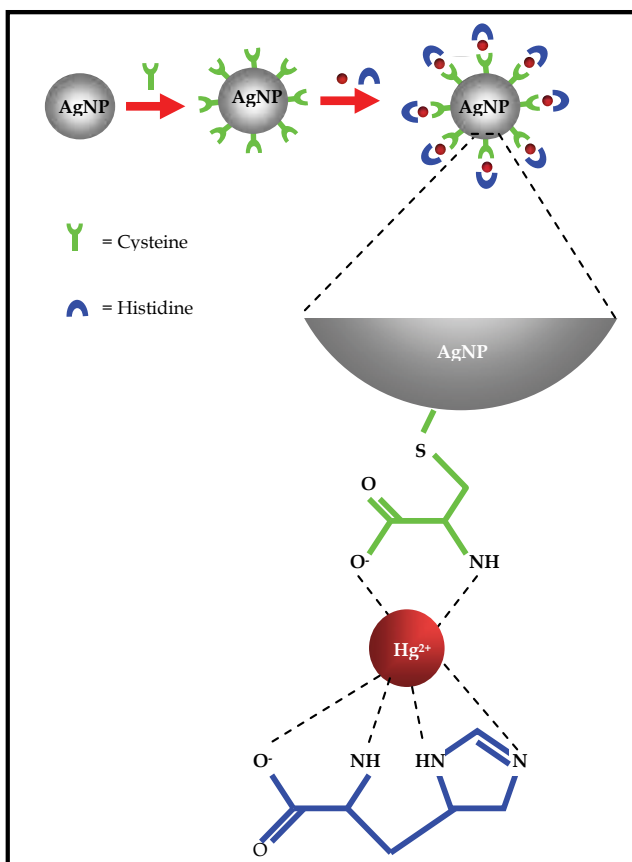 AgNP AgNP AgNP
= Cysteine
= Histidine
AgNP
S
O
O- NH
Hg2+
O- NH HN N
O